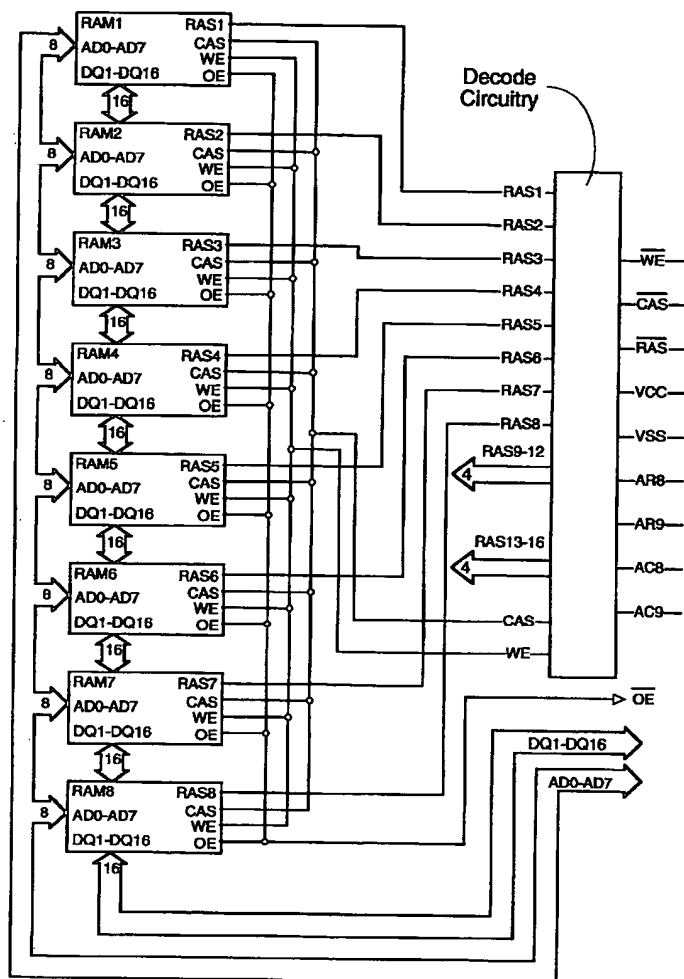 RAM1 RAS1
8 AD0-AD7 CAS
WE
DQ1-DQ16 OE
16
RAM2 RAS2
8 AD0-AD7 CAS
WE
DQ1-DQ16 OE
16
RAM3 RAS3
8 AD0-AD7 CAS
WE
DQ1-DQ16 OE
16
RAM4 RAS4
8 AD0-AD7 CAS
WE
DQ1-DQ16 OE
16
RAM5 RAS5
8 AD0-AD7 CAS
WE
DQ1-DQ16 OE
16
RAM6 RAS6
8 AD0-AD7 CAS
WE
DQ1-DQ16 OE
16
RAM7 RAS7
8 AD0-AD7 CAS
WE
DQ1-DQ16 OE
16
RAM8 RAS8
8 AD0-AD7 CAS
WE
DQ1-DQ16 OE
16
Decode
Circuitry
RAS1
RAS2
RAS3
RAS4
RAS5
RAS6
RAS7
RAS8
RAS9-12
4
RAS13-16
4
CAS
WE
W̅E̅
C̅A̅S̅
R̅A̅S̅
VCC
VSS
AR8
AR9
AC8
AC9
O̅E̅
DQ1-DQ16
AD0-AD7